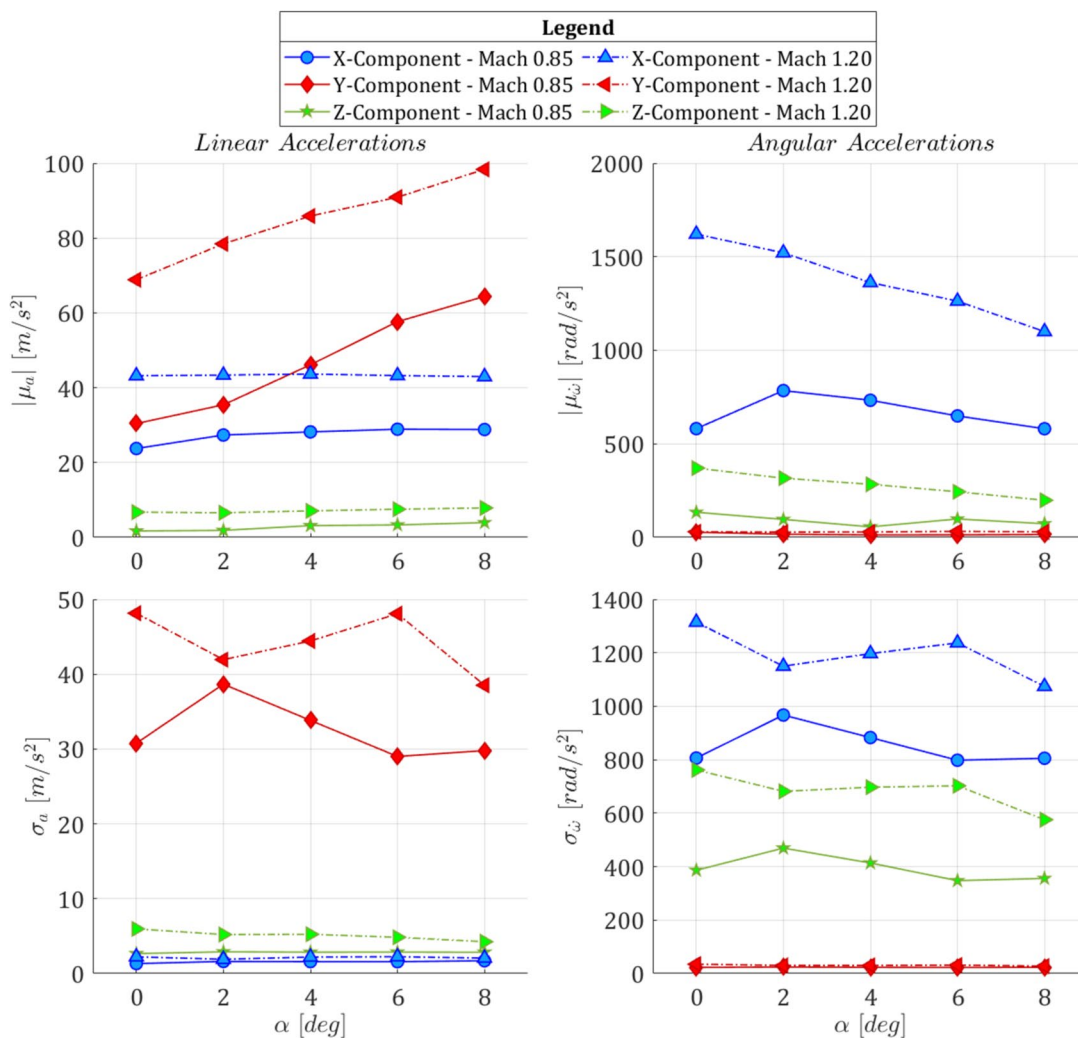 Legend
X-Component - Mach 0.85 X-Component - Mach 1.20
Y-Component - Mach 0.85 Y-Component - Mach 1.20
Z-Component - Mach 0.85 Z-Component - Mach 1.20
Linear Accelerations
100
80
60
40
20
0
0 2 4 6 8
|μ_a| [m/s²]
Angular Accelerations
2000
1500
1000
500
0
0 2 4 6 8
|μ_ω̇| [rad/s²]
50
40
30
20
10
0
0 2 4 6 8
σ_a [m/s²]
α [deg]
1400
1200
1000
800
600
400
200
0
0 2 4 6 8
σ_ω̇ [rad/s²]
α [deg]